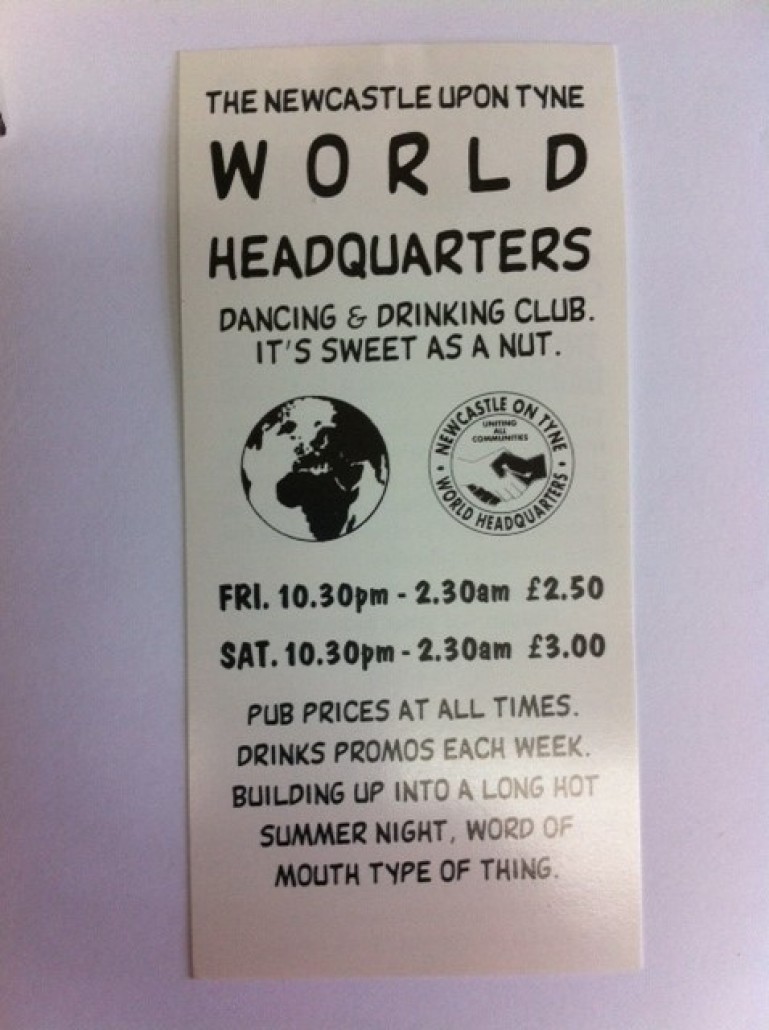 THE NEWCASTLE UPON TYNE
WORLD
HEADQUARTERS
DANCING & DRINKING CLUB.
IT'S SWEET AS A NUT.
NEWCASTLE ON TYNE
UNITING
ALL
COMMUNITIES
WORLD HEADQUARTERS
FRI. 10.30pm - 2.30am £2.50
SAT. 10.30pm - 2.30am £3.00
PUB PRICES AT ALL TIMES.
DRINKS PROMOS EACH WEEK.
BUILDING UP INTO A LONG HOT
SUMMER NIGHT, WORD OF
MOUTH TYPE OF THING.